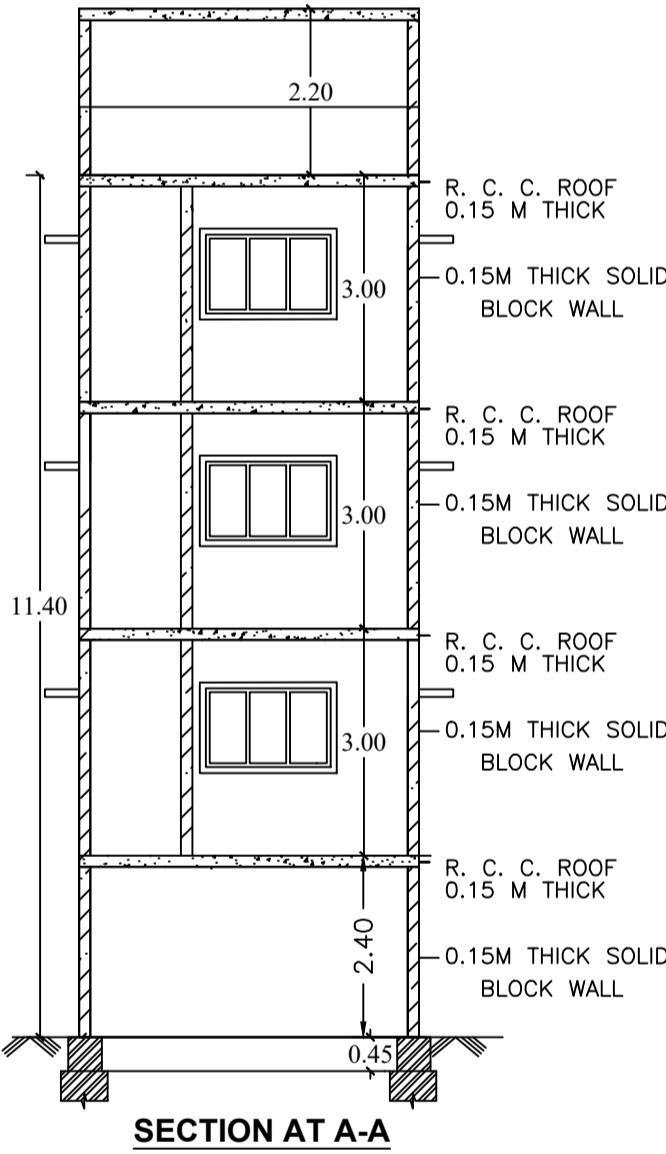 2.20
R. C. C. ROOF
0.15 M THICK
0.15M THICK SOLID
BLOCK WALL
3.00
R. C. C. ROOF
0.15 M THICK
0.15M THICK SOLID
BLOCK WALL
3.00
11.40
R. C. C. ROOF
0.15 M THICK
0.15M THICK SOLID
BLOCK WALL
3.00
R. C. C. ROOF
0.15 M THICK
2.40
0.15M THICK SOLID
BLOCK WALL
0.45
SECTION AT A-A